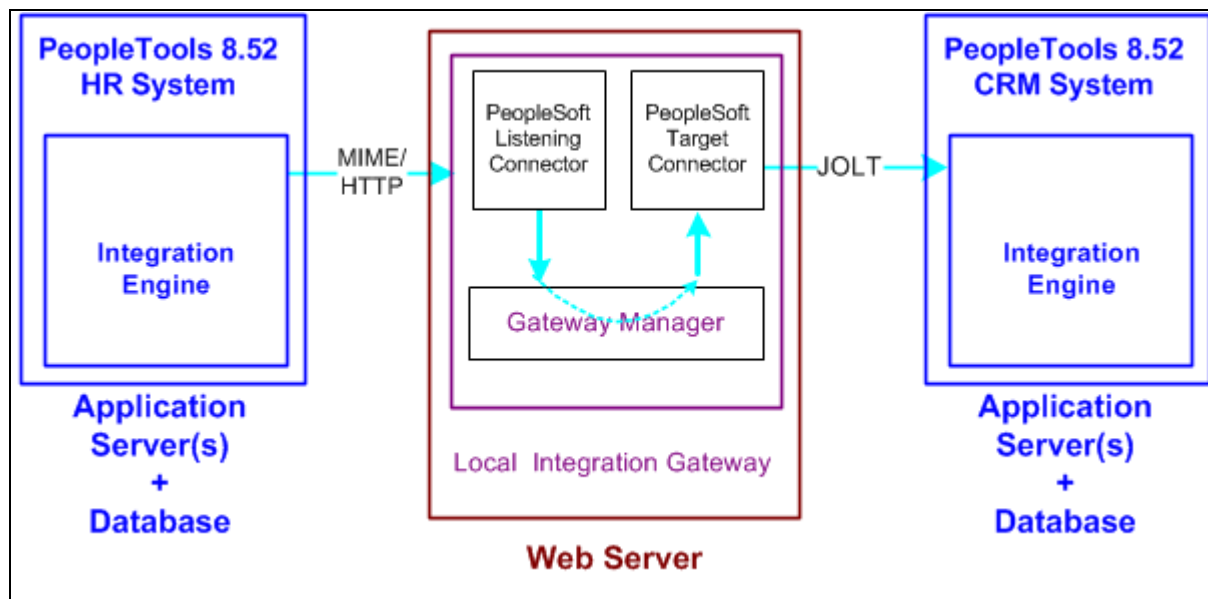 PeopleTools 8.52
HR System
Integration
Engine
Application
Server(s)
+
Database
MIME/
HTTP
PeopleSoft
Listening
Connector
PeopleSoft
Target
Connector
Gateway Manager
Local Integration Gateway
Web Server
JOLT
PeopleTools 8.52
CRM System
Integration
Engine
Application
Server(s)
+
Database